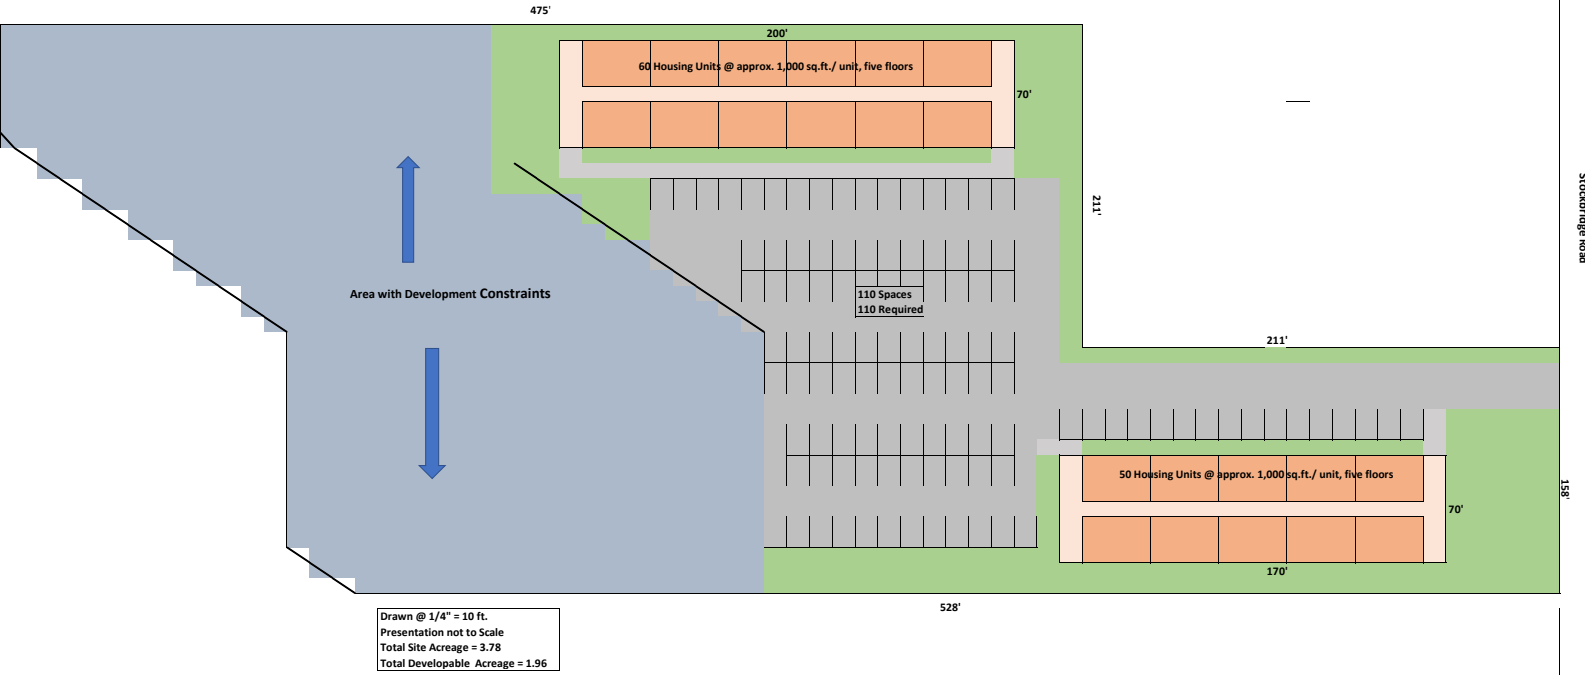 475'
200'
60 Housing Units @ approx. 1,000 sq.ft./ unit, five floors
70'
Stockbridge Road
211'
Area with Development Constraints
110 Spaces
110 Required
211'
50 Housing Units @ approx. 1,000 sq.ft./ unit, five floors
158'
70'
170'
528'
Drawn @ 1/4" = 10 ft.
Presentation not to Scale
Total Site Acreage = 3.78
Total Developable Acreage = 1.96